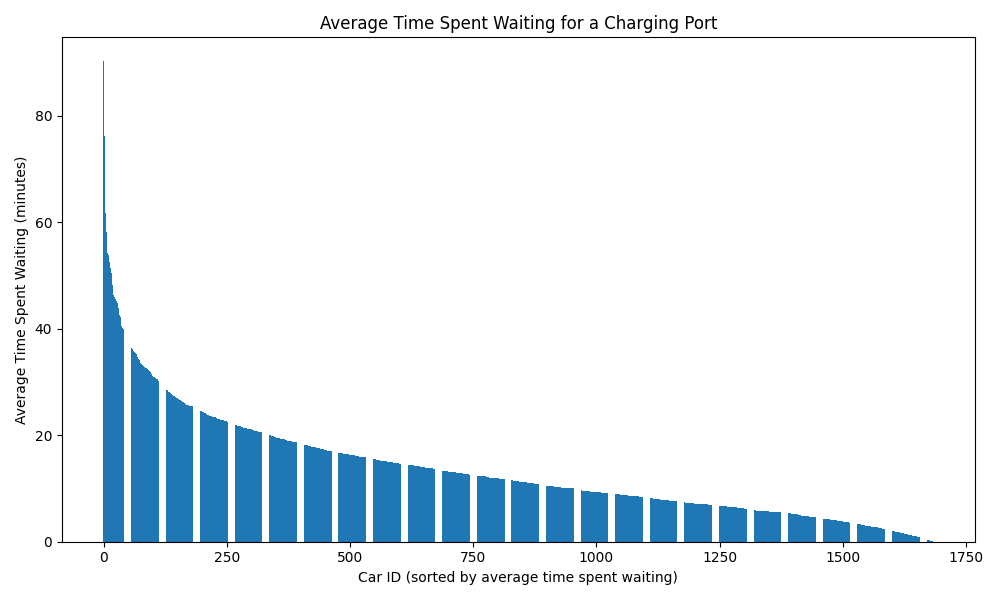 Average Time Spent Waiting for a Charging Port
Average Time Spent Waiting (minutes)
80
60
40
20
0
0 250 500 750 1000 1250 1500 1750
Car ID (sorted by average time spent waiting)